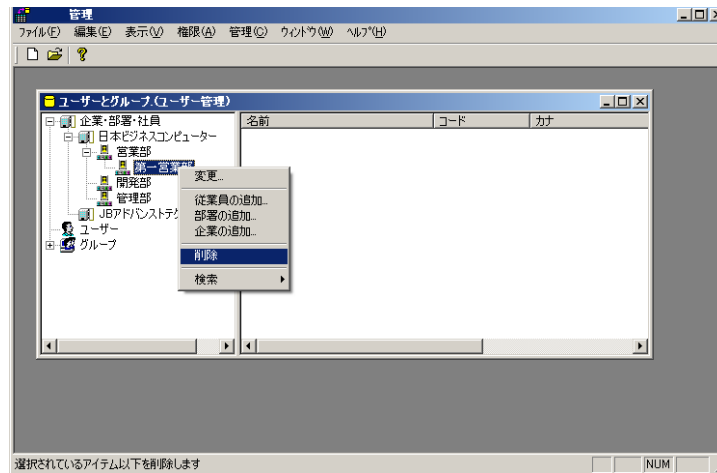 管理
ファイル(F) 編集(E) 表示(V) 権限(A) 管理(C) ウィンドウ(W) ヘルプ(H)
ユーザーとグループ.(ユーザー管理)
企業・部署・社員
日本ビジネスコンピューター
営業部
第一営業部
開発部
管理部
JBアドバンストテク
ユーザー
グループ
名前 コード カナ
変更...
従業員の追加...
部署の追加...
企業の追加...
削除
検索
選択されているアイテム以下を削除します
NUM